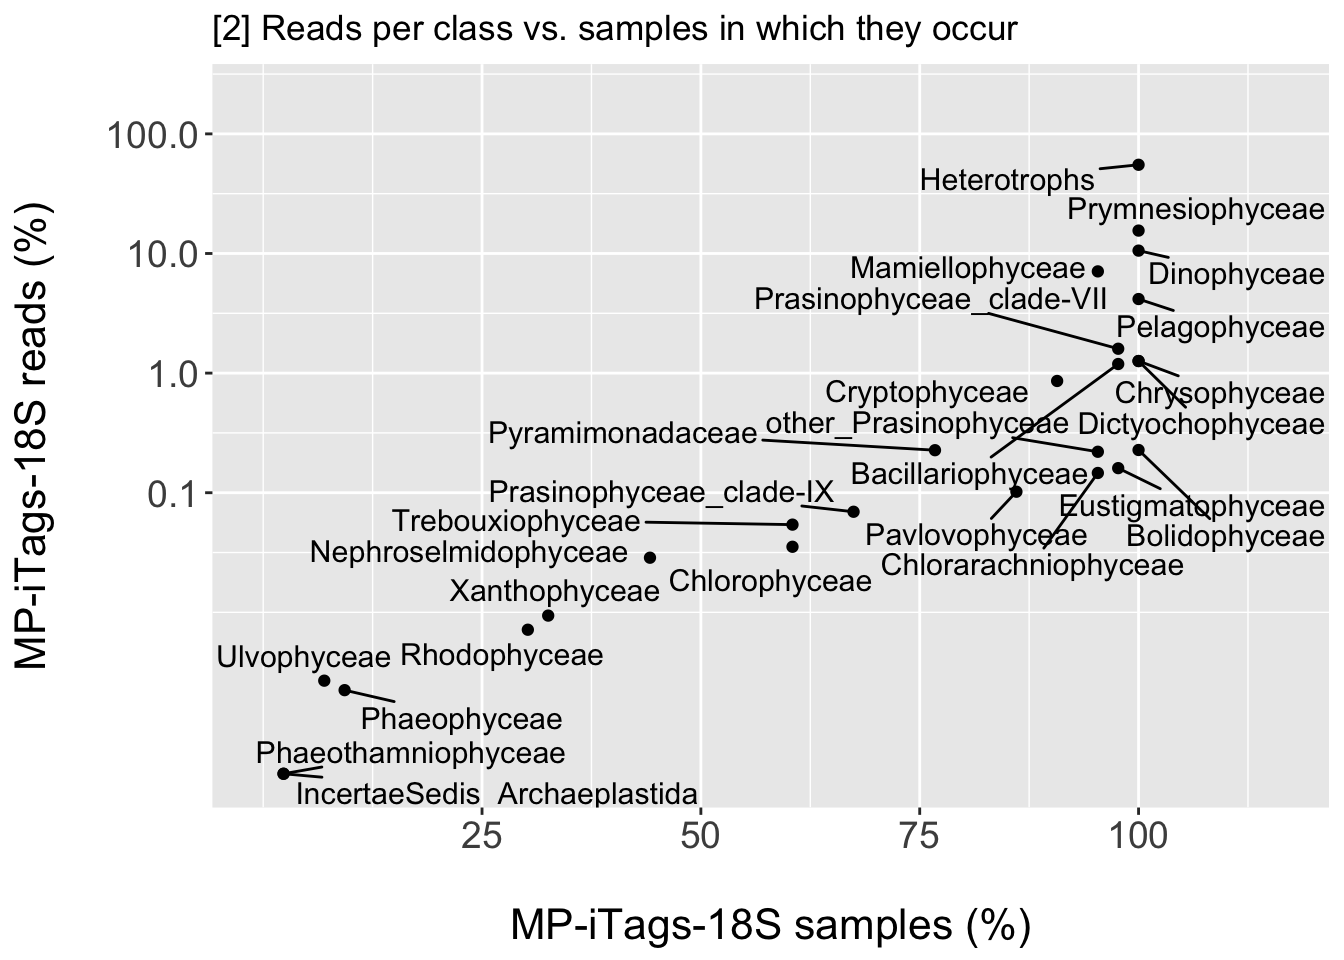 [2] Reads per class vs. samples in which they occur
MP-iTags-18S reads (%)
100.0
10.0
1.0
0.1
Heterotrophs
Prymnesiophyceae
Mamiellophyceae
Dinophyceae
Prasinophyceae_clade-VII
Pelagophyceae
Cryptophyceae
Chrysophyceae
other_Prasinophyceae
Dictyochophyceae
Pyramimonadaceae
Bacillariophyceae
Prasinophyceae_clade-IX
Eustigmatophyceae
Trebouxiophyceae
Pavlovophyceae
Bolidophyceae
Nephroselmidophyceae
Chlorarachniophyceae
Chlorophyceae
Xanthophyceae
Ulvophyceae
Rhodophyceae
Phaeophyceae
Phaeothamniophyceae
IncertaeSedis_Archaeplastida
25
50
75
100
MP-iTags-18S samples (%)